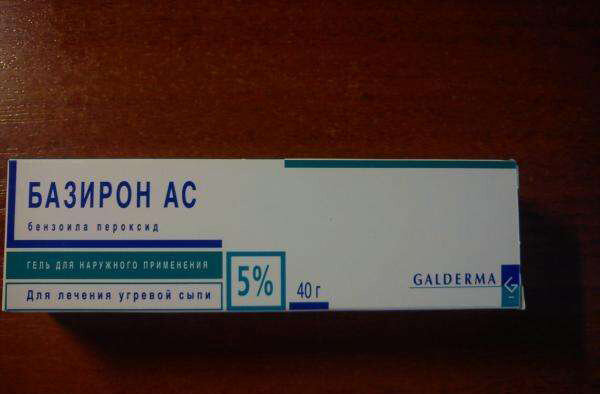 БАЗИРОН АС
бензоила пероксид
ГЕЛЬ ДЛЯ НАРУЖНОГО ПРИМЕНЕНИЯ
Для лечения угревой сыпи
5%
40 г
GALDERMA
G